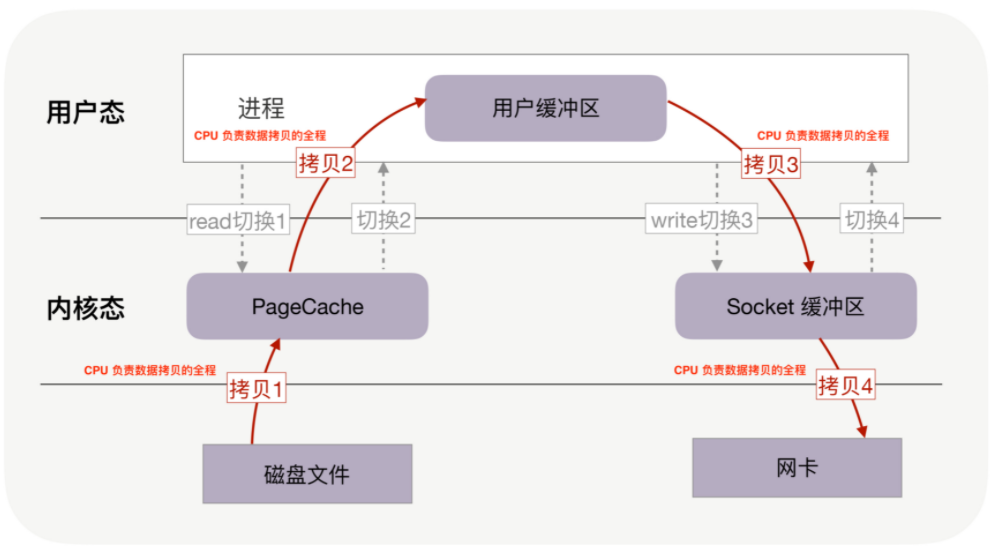 用户态
进程
用户缓冲区
CPU 负责数据拷贝的全程
CPU 负责数据拷贝的全程
拷贝2
拷贝3
read切换1
切换2
write切换3
切换4
内核态
PageCache
Socket 缓冲区
CPU 负责数据拷贝的全程
CPU 负责数据拷贝的全程
拷贝1
拷贝4
磁盘文件
网卡